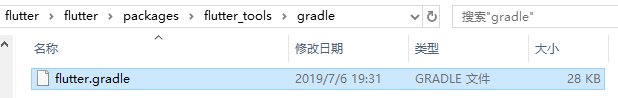 flutter › flutter › packages › flutter_tools › gradle 搜索"gradle"
名称 修改日期 类型 大小
flutter.gradle 2019/7/6 19:31 GRADLE 文件 28 KB